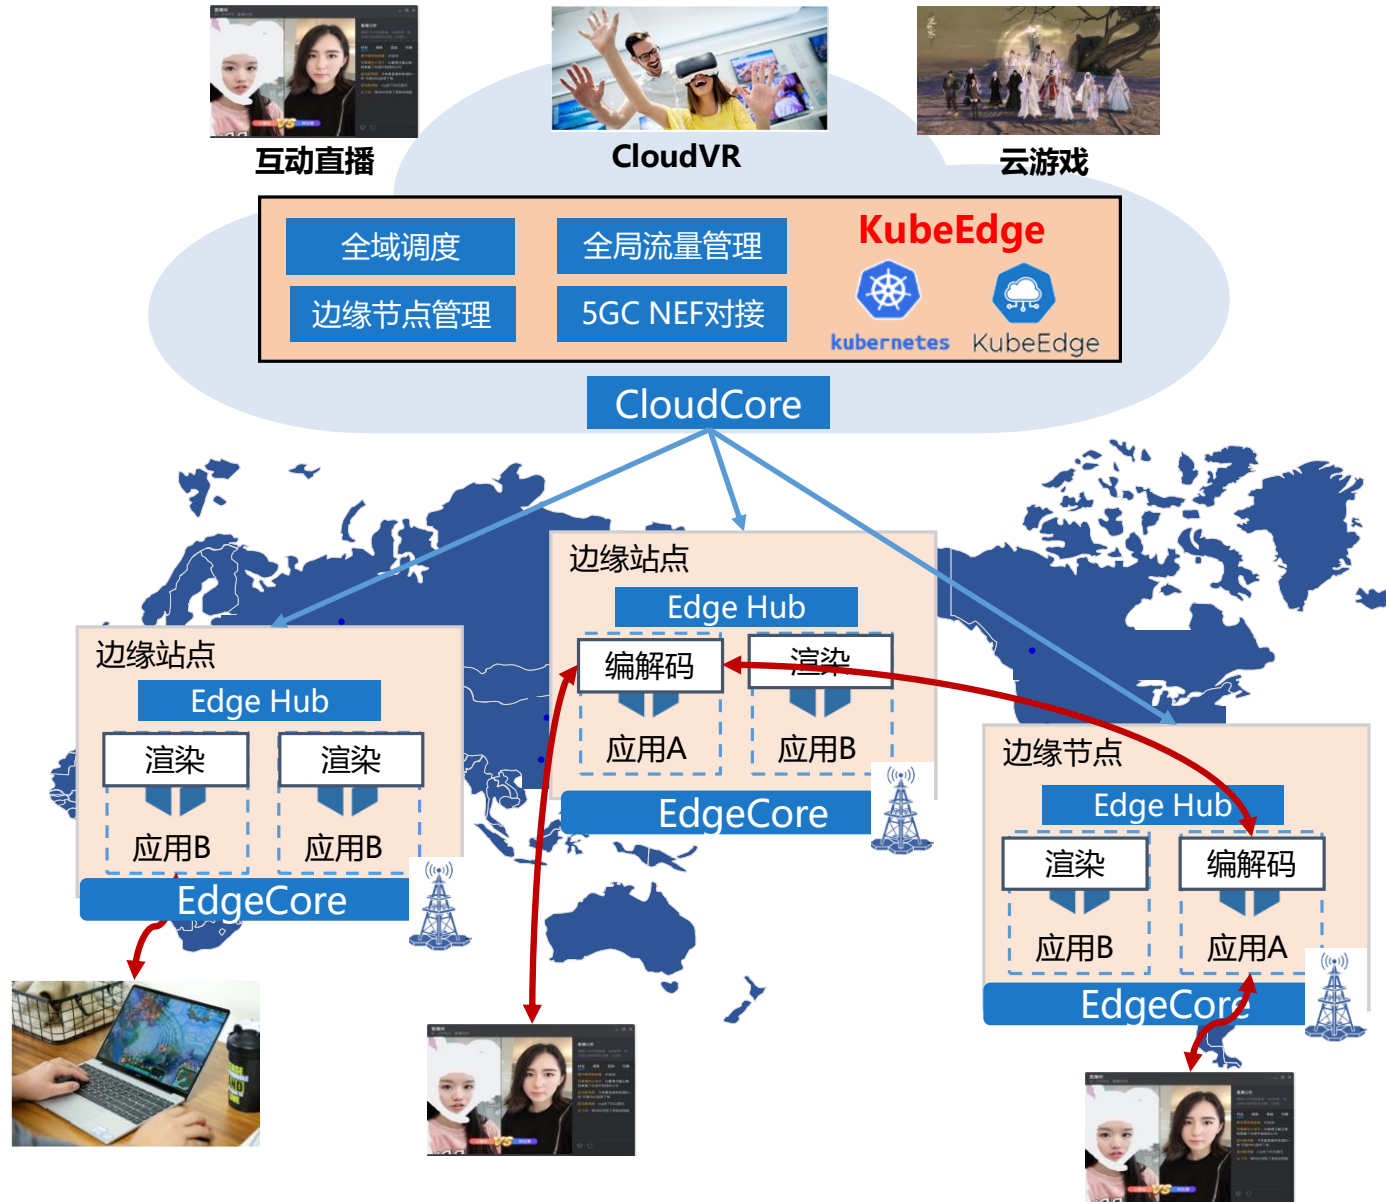 互动直播
CloudVR
云游戏
全域调度
全局流量管理
KubeEdge
边缘节点管理
5GC NEF对接
kubernetes
KubeEdge
CloudCore
边缘站点
Edge Hub
编解码
渲染
应用A
应用B
EdgeCore
边缘站点
Edge Hub
渲染
渲染
应用B
应用B
EdgeCore
边缘节点
Edge Hub
渲染
编解码
应用B
应用A
EdgeCore
VS
VS
VS